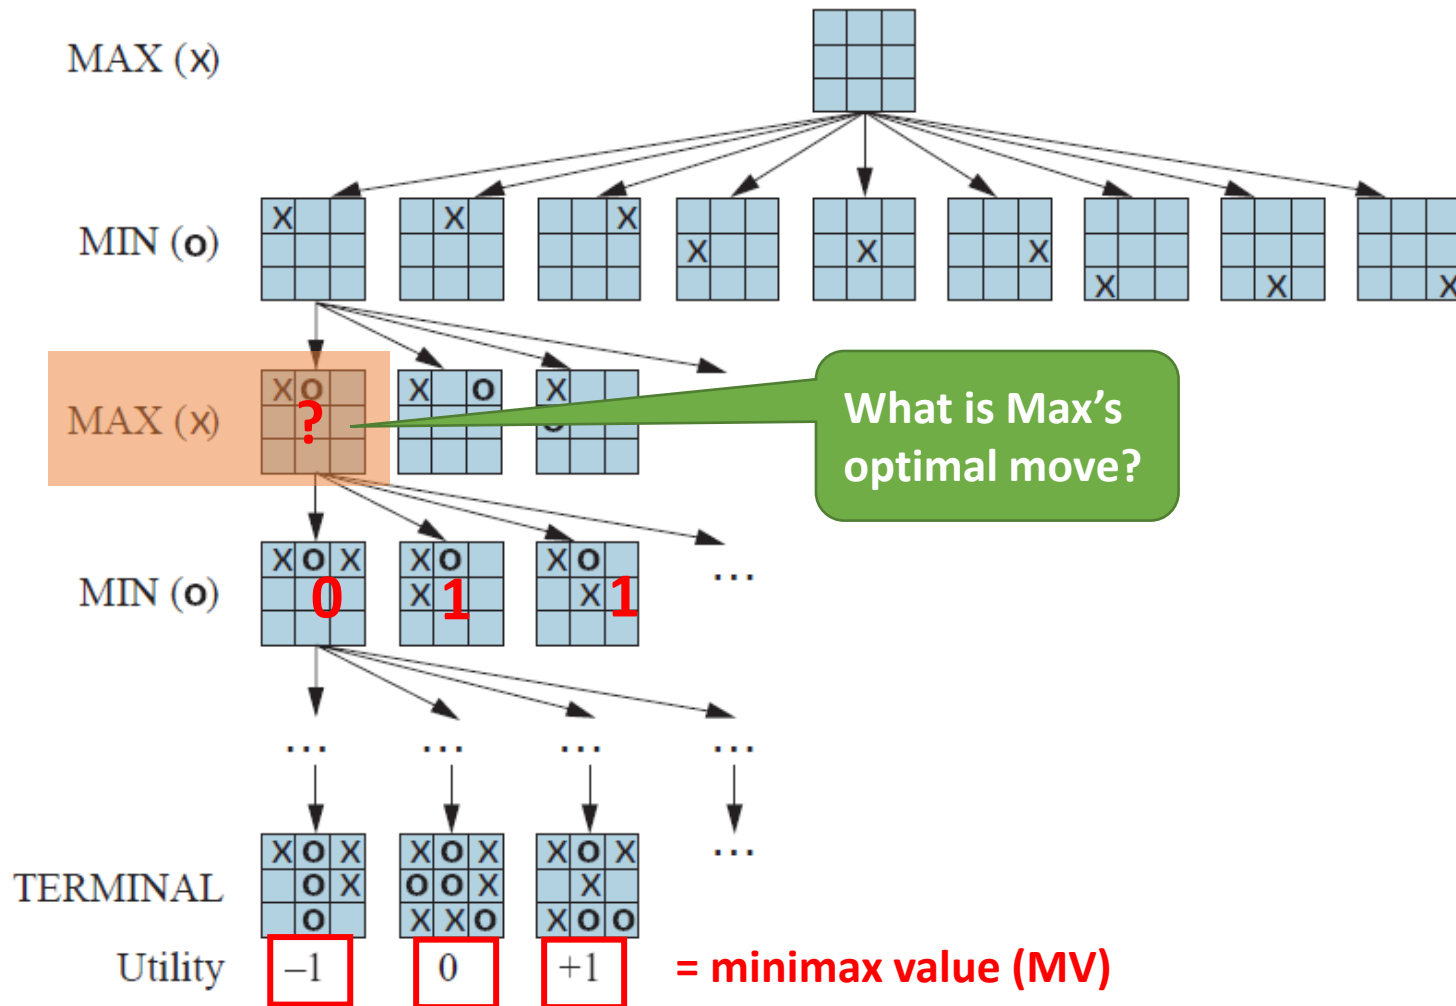 MAX (X)
MIN (O)
X
X
X
X
X
X
X
X
X
MAX (X)
X O
?
X O
X
O
What is Max's
optimal move?
MIN (O)
X O X
0
X O
X
1
X O
X
1
...
... ... ... ...
TERMINAL
X O X
O X
O
X O X
O O X
X X O
X O X
X
X O O
...
Utility
–1
0
+1
= minimax value (MV)